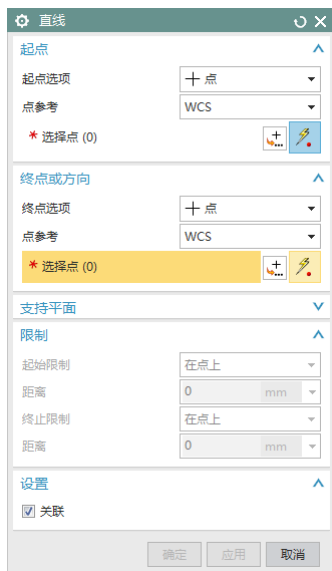 直线
起点
起点选项 点
点参考 WCS
* 选择点 (0)
终点或方向
终点选项 点
点参考 WCS
* 选择点 (0)
支持平面
限制
起始限制 在点上
距离 0 mm
终止限制 在点上
距离 0 mm
设置
关联
确定 应用 取消